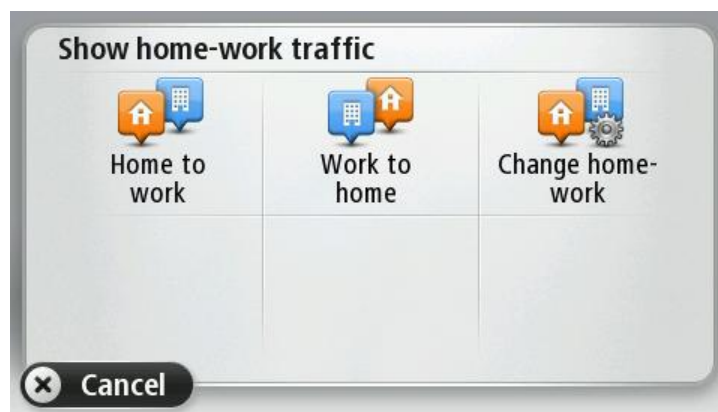 Show home-work traffic
Home to
work
Work to
home
Change home-
work
Cancel